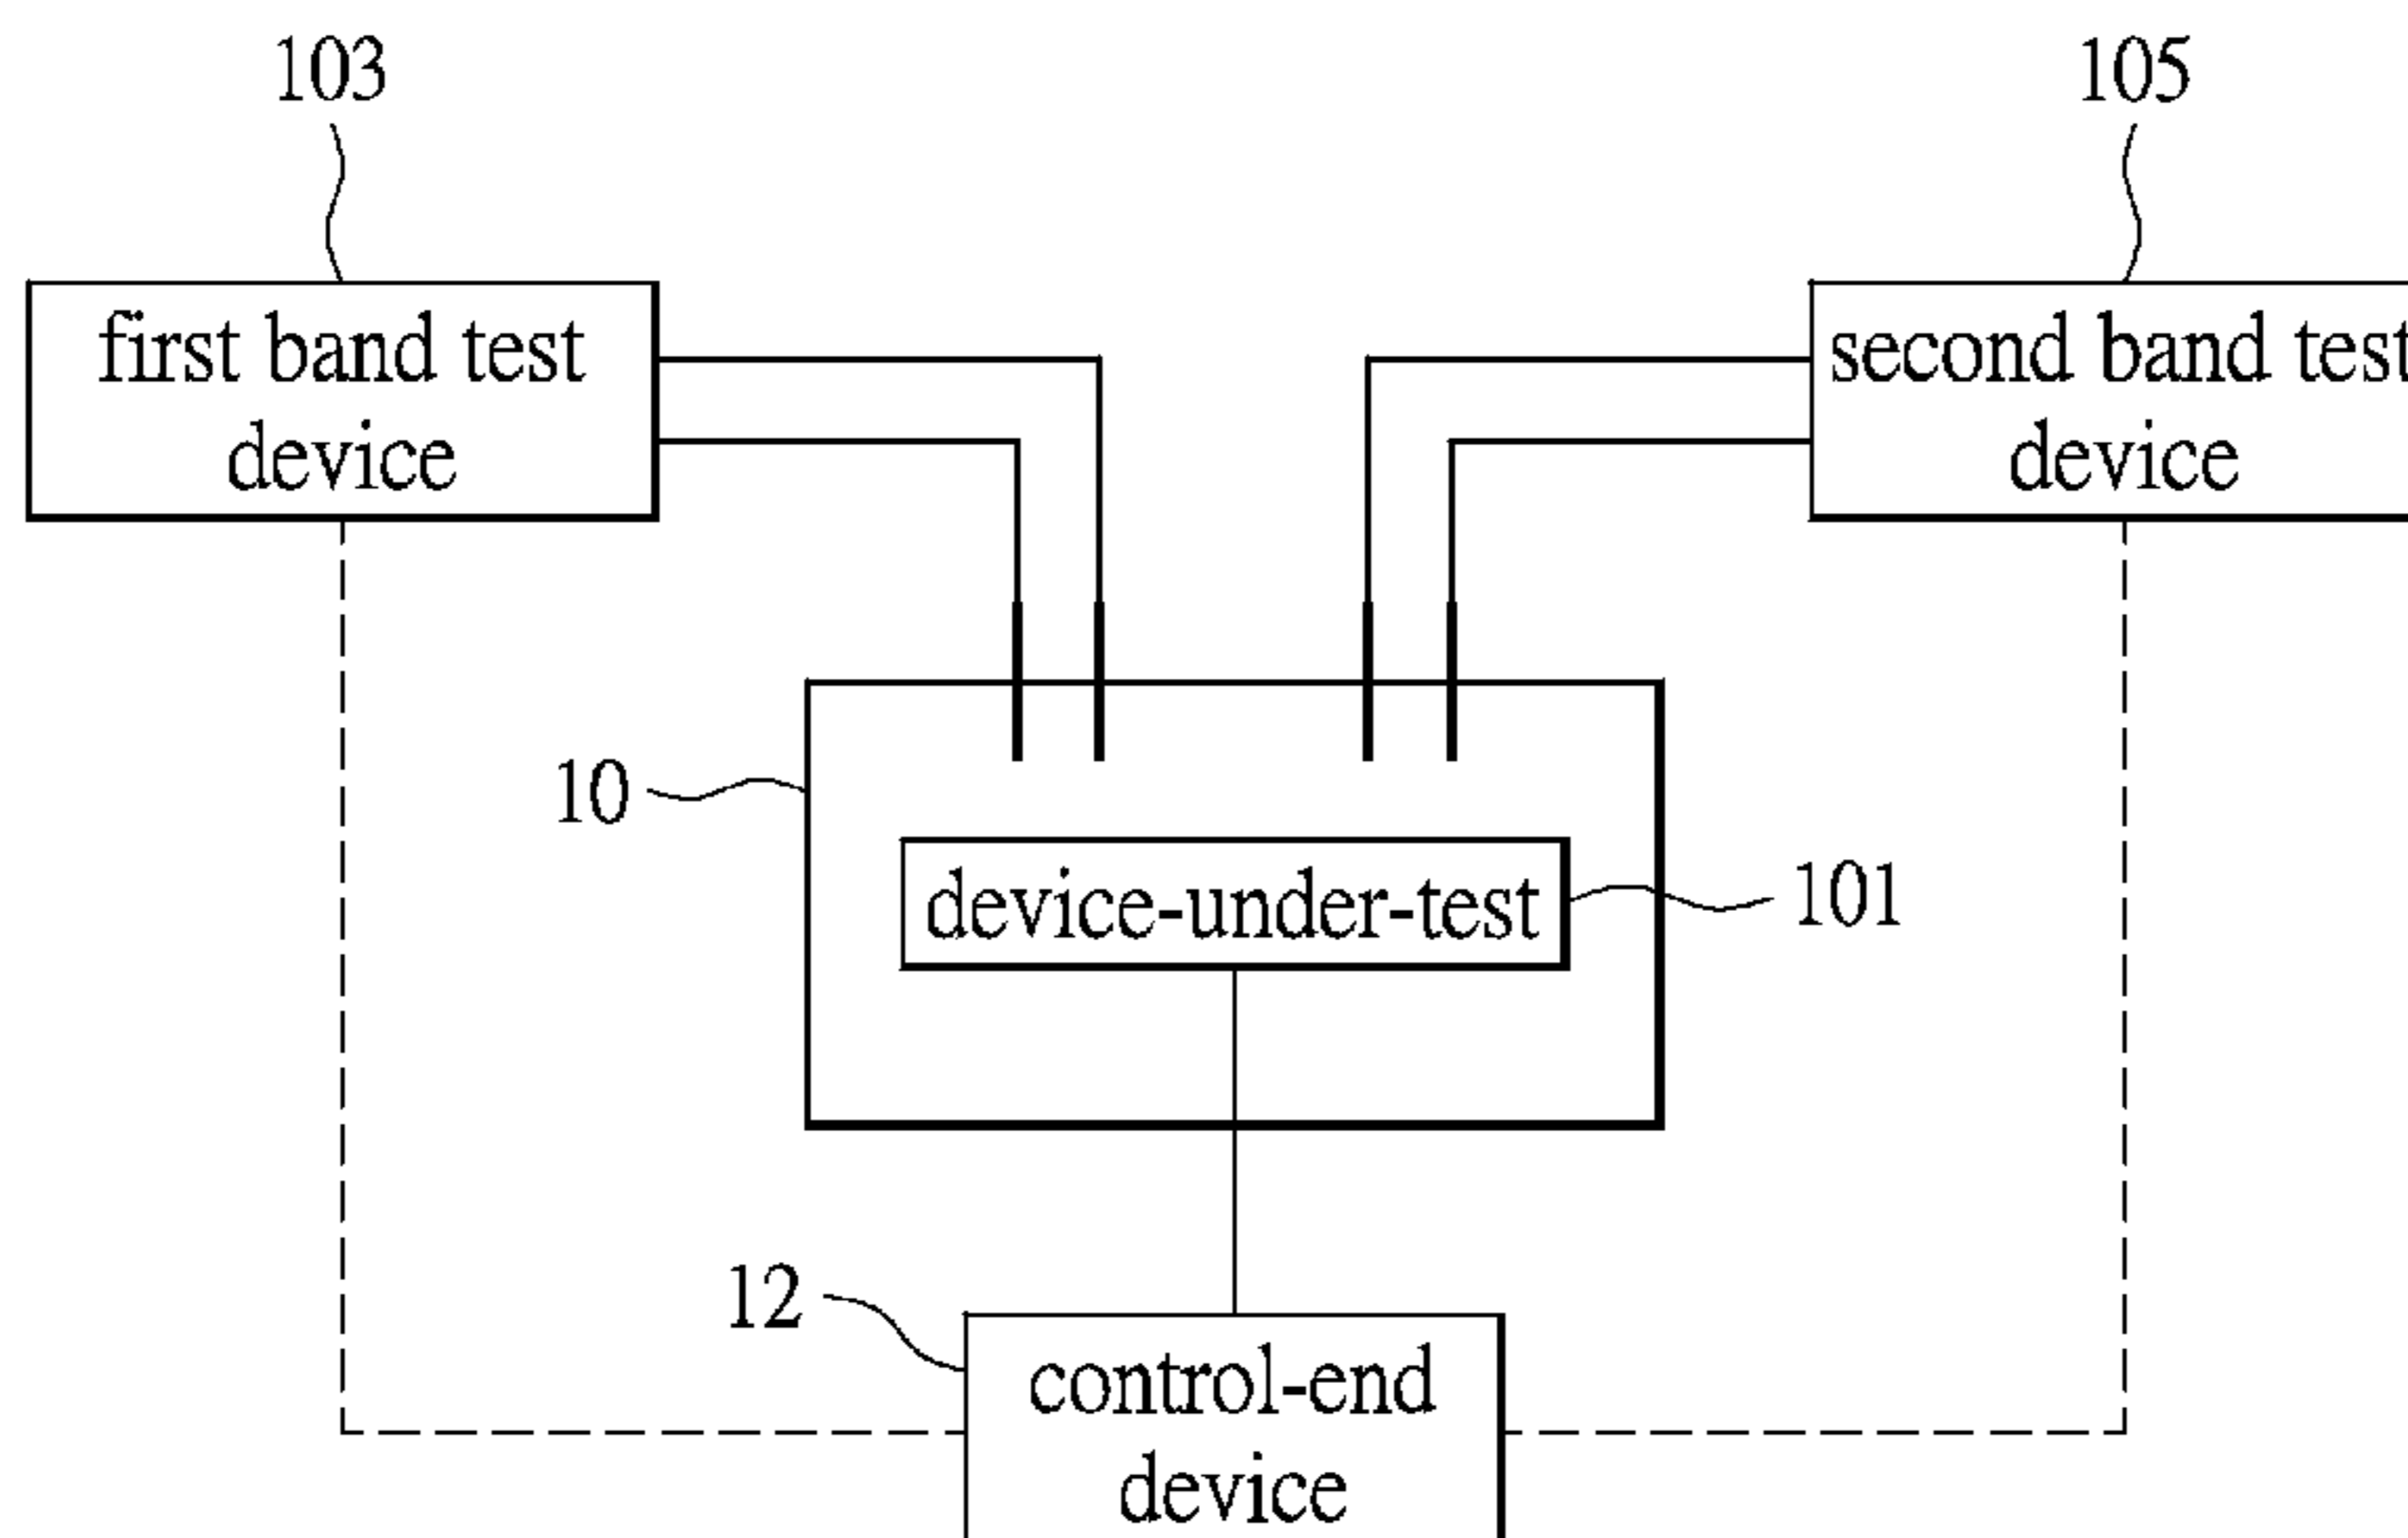 103
105
first band test
device
second band test
device
10
device-under-test
101
12
control-end
device